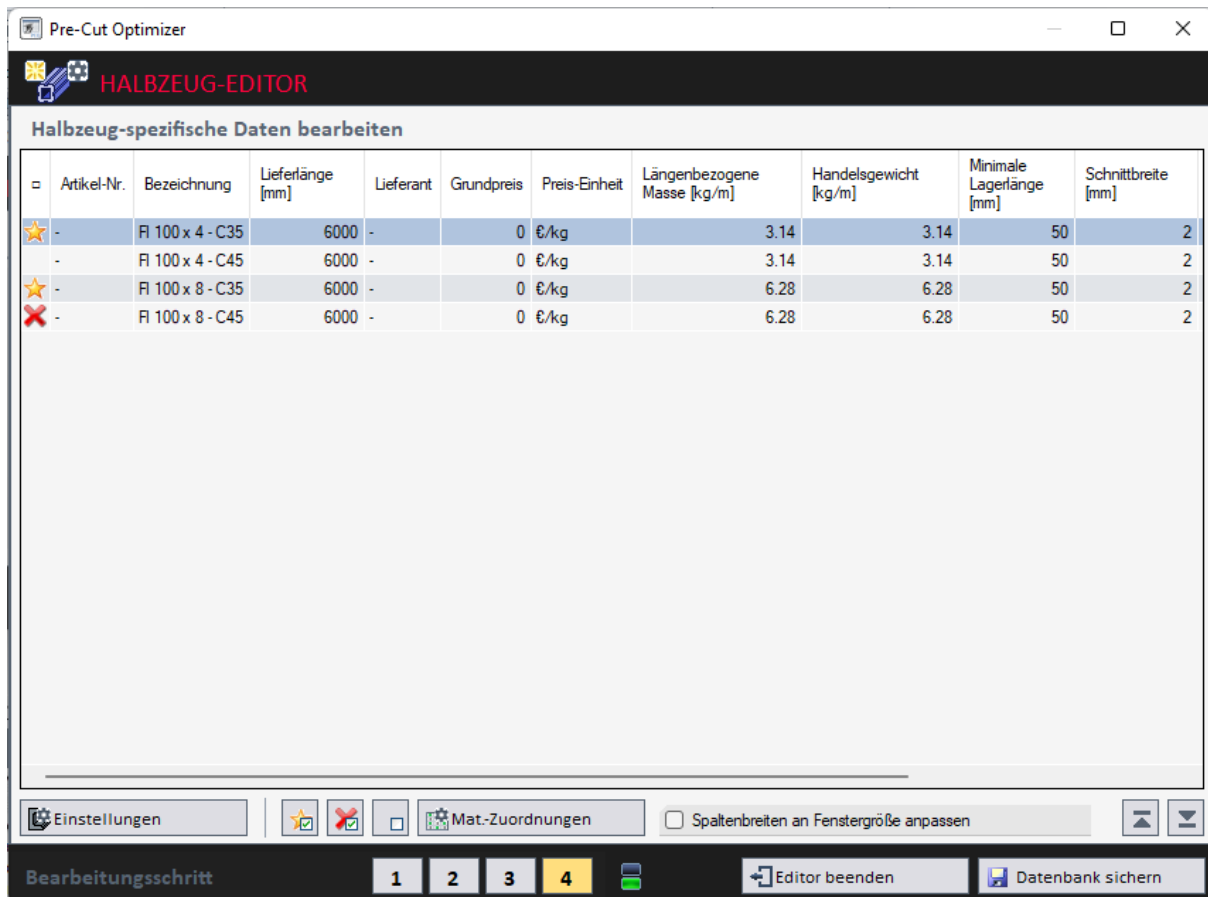 Pre-Cut Optimizer
HALBZEUG-EDITOR
Halbzeug-spezifische Daten bearbeiten
Artikel-Nr. Bezeichnung Lieferlänge [mm] Lieferant Grundpreis Preis-Einheit Längenbezogene Masse [kg/m] Handelsgewicht [kg/m] Minimale Lagerlänge [mm] Schnittbreite [mm]
- Fl 100 x 4 - C35 6000 - 0 €/kg 3.14 3.14 50 2
- Fl 100 x 4 - C45 6000 - 0 €/kg 3.14 3.14 50 2
- Fl 100 x 8 - C35 6000 - 0 €/kg 6.28 6.28 50 2
- Fl 100 x 8 - C45 6000 - 0 €/kg 6.28 6.28 50 2
Einstellungen Mat.-Zuordnungen Spaltenbreiten an Fenstergröße anpassen
Bearbeitungsschritt 1 2 3 4 Editor beenden Datenbank sichern